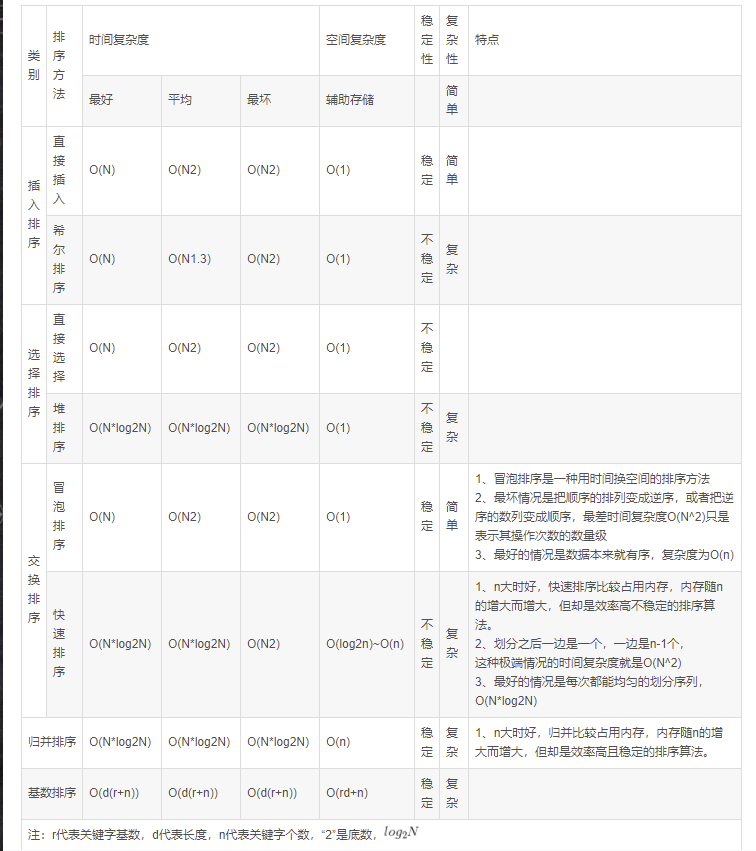 类别 排序方法 时间复杂度 空间复杂度 稳定性 复杂性 特点
最好 平均 最坏 辅助存储 简单
插入排序 直接插入 O(N) O(N2) O(N2) O(1) 稳定 简单
希尔排序 O(N) O(N1.3) O(N2) O(1) 不稳定 复杂
选择排序 直接选择 O(N) O(N2) O(N2) O(1) 不稳定
堆排序 O(N*log2N) O(N*log2N) O(N*log2N) O(1) 不稳定 复杂
交换排序 冒泡排序 O(N) O(N2) O(N2) O(1) 稳定 简单
1、冒泡排序是一种用时间换空间的排序方法
2、最坏情况是把顺序的排列变成逆序，或者把逆
序的数列变成顺序，最差时间复杂度O(N^2)只是
表示其操作次数的数量级
3、最好的情况是数据本来就有序，复杂度为O(n)
快速排序 O(N*log2N) O(N*log2N) O(N2) O(log2n)~O(n) 不稳定 复杂
1、n大时好，快速排序比较占用内存，内存随n
的增大而增大，但却是效率高不稳定的排序算
法。
2、划分之后一边是一个，一边是n-1个，
这种极端情况的时间复杂度就是O(N^2)
3、最好的情况是每次都能均匀的划分序列，
O(N*log2N)
归并排序 O(N*log2N) O(N*log2N) O(N*log2N) O(n) 稳定 复杂
1、n大时好，归并比较占用内存，内存随n的增
大而增大，但却是效率高且稳定的排序算法。
基数排序 O(d(r+n)) O(d(r+n)) O(d(r+n)) O(rd+n) 稳定 复杂
注：r代表关键字基数，d代表长度，n代表关键字个数，“2”是底数，log₂N